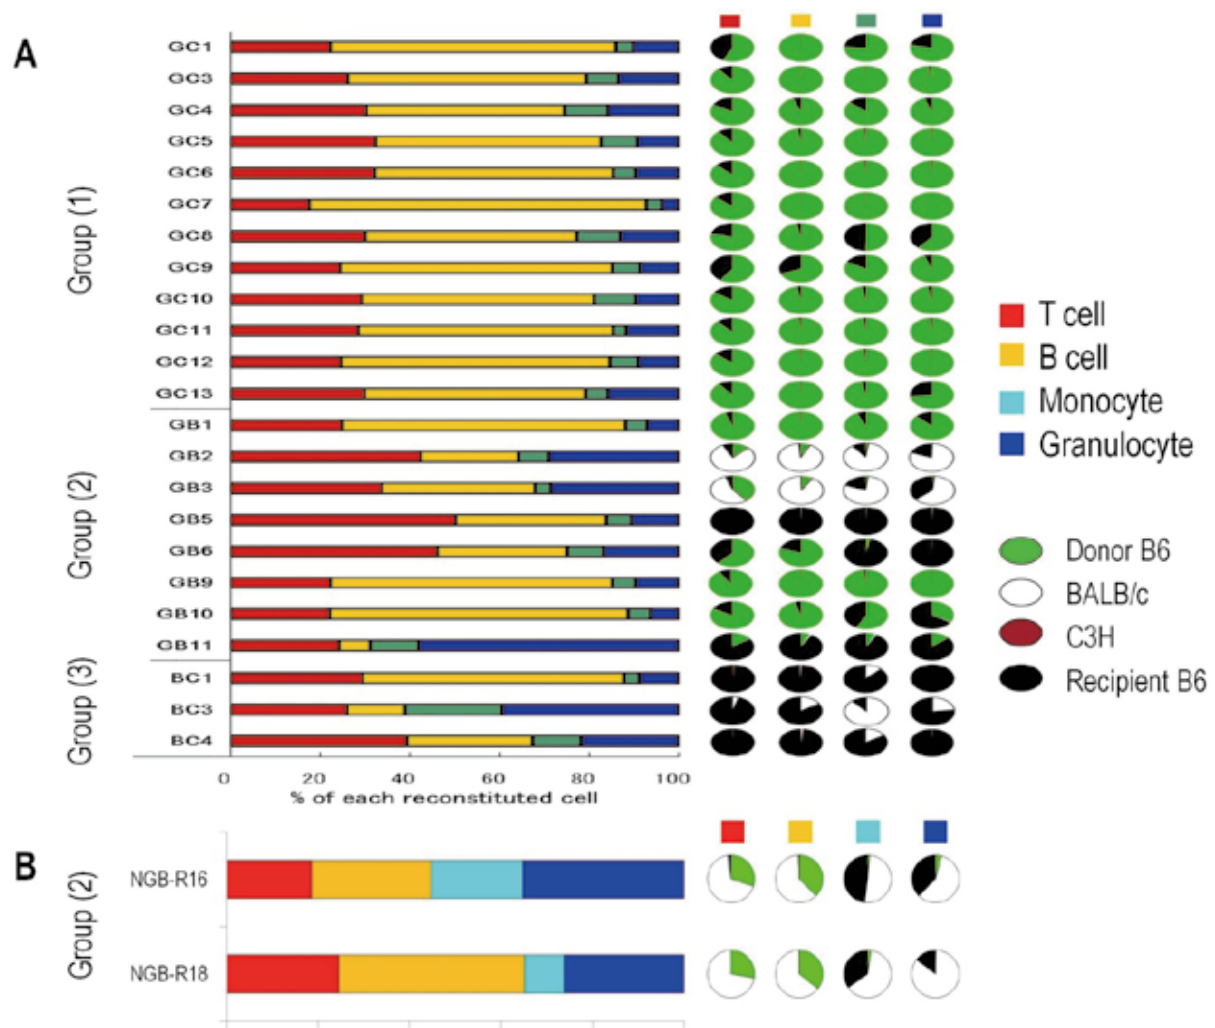 A
Group (1)
GC1
GC3
GC4
GC5
GC6
GC7
GC8
GC9
GC10
GC11
GC12
GC13
Group (2)
GB1
GB2
GB3
GB5
GB6
GB9
GB10
GB11
Group (3)
BC1
BC3
BC4
0 20 40 60 80 100
% of each reconstituted cell
T cell
B cell
Monocyte
Granulocyte
Donor B6
BALB/c
C3H
Recipient B6
B
Group (2)
NGB-R16
NGB-R18